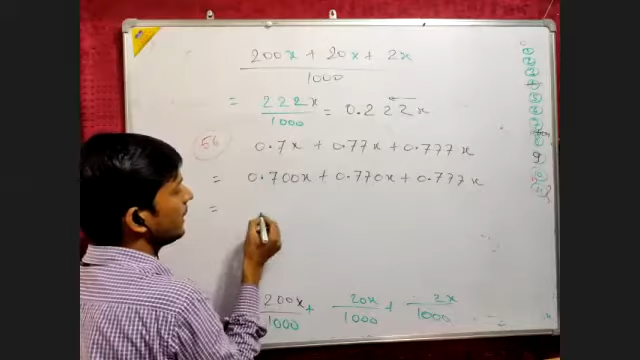 200x + 20x + 2x
1000
= 222x
1000 = 0.222x
56 0.7x + 0.77x + 0.777x
= 0.700x + 0.770x + 0.777x
=
200x + 20x + 2x
1000 1000 1000